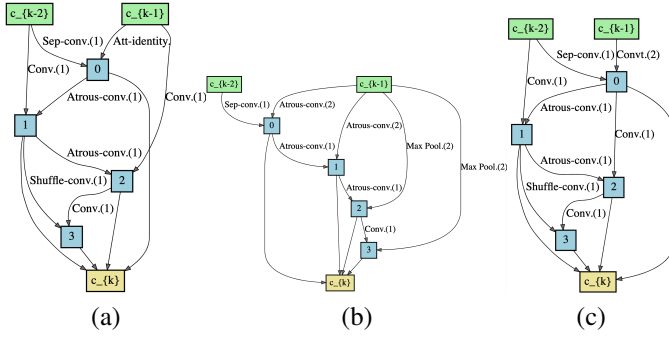 c_{k-2}
c_{k-1}
Sep-conv.(1)
Att-identity.
Conv.(1)
0
Atrous-conv.(1)
Conv.(1)
1
Atrous-conv.(1)
Shuffle-conv.(1)
2
Conv.(1)
3
c_{k}
(a)
c_{k-2}
c_{k-1}
Sep-conv.(1)
Atrous-conv.(2)
0
Atrous-conv.(2)
Atrous-conv.(1)
Max Pool.(2)
1
Max Pool.(2)
Atrous-conv.(1)
2
Conv.(1)
3
c_{k}
(b)
c_{k-2}
c_{k-1}
Sep-conv.(1)
Convt.(2)
Conv.(1)
0
Atrous-conv.(1)
1
Conv.(1)
Atrous-conv.(1)
Shuffle-conv.(1)
2
Conv.(1)
3
c_{k}
(c)